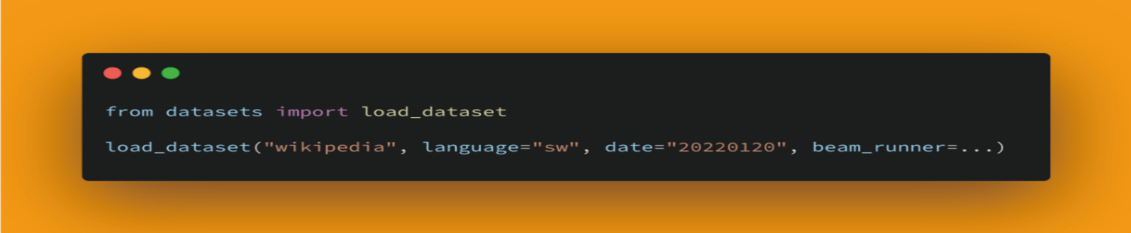 from datasets import load_dataset
load_dataset("wikipedia", language="sw", date="20220120", beam_runner=...)